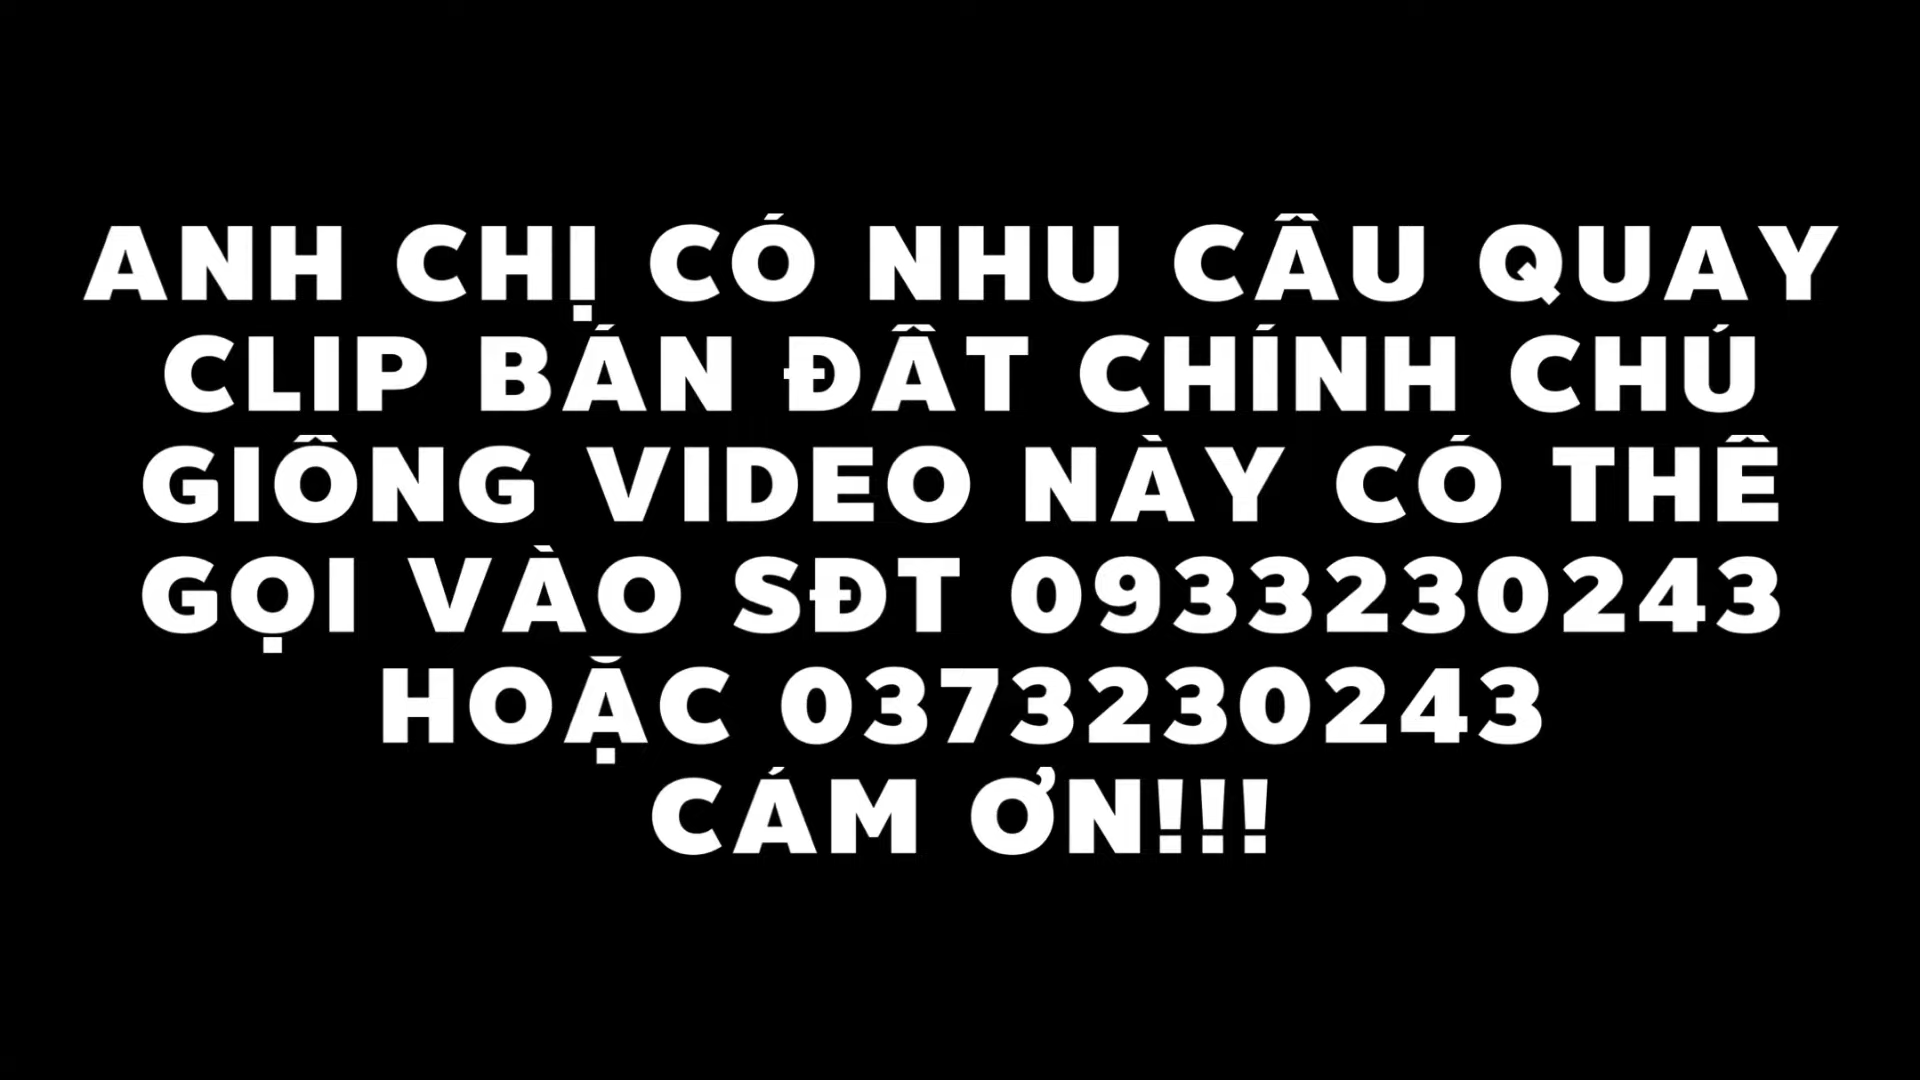 ANH CHỊ CÓ NHU CẦU QUAY
CLIP BÁN ĐẤT CHÍNH CHỦ
GIỐNG VIDEO NÀY CÓ THỂ
GỌI VÀO SĐT 0933230243
HOẶC 0373230243
CÁM ƠN!!!